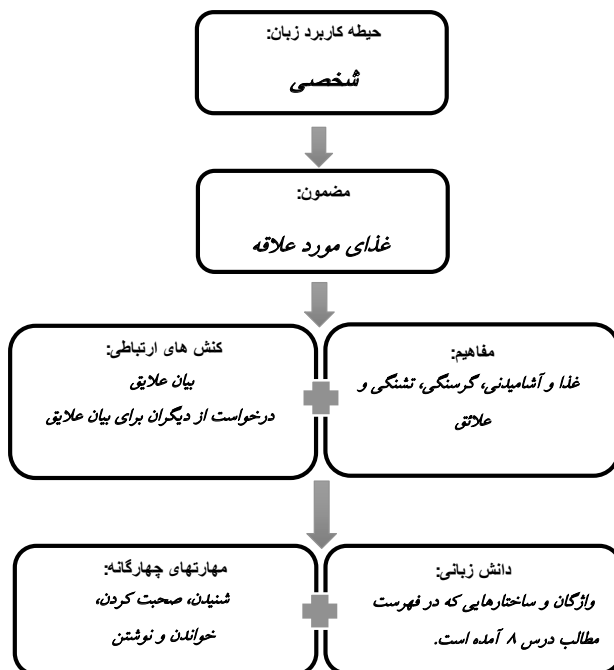 حیطه کاربرد زبان:
شخصی
مضمون:
غذای مورد علاقه
مفاهیم:
غذا و آشامیدنی، گرسنگی، تشنگی و
علائق
کنش های ارتباطی:
بیان علایق
درخواست از دیگران برای بیان علایق
دانش زبانی:
واژگان و ساختارهایی که در فهرست
مطالب درس ۸ آمده است.
مهارتهای چهارگانه:
شنیدن، صحبت کردن،
خواندن و نوشتن